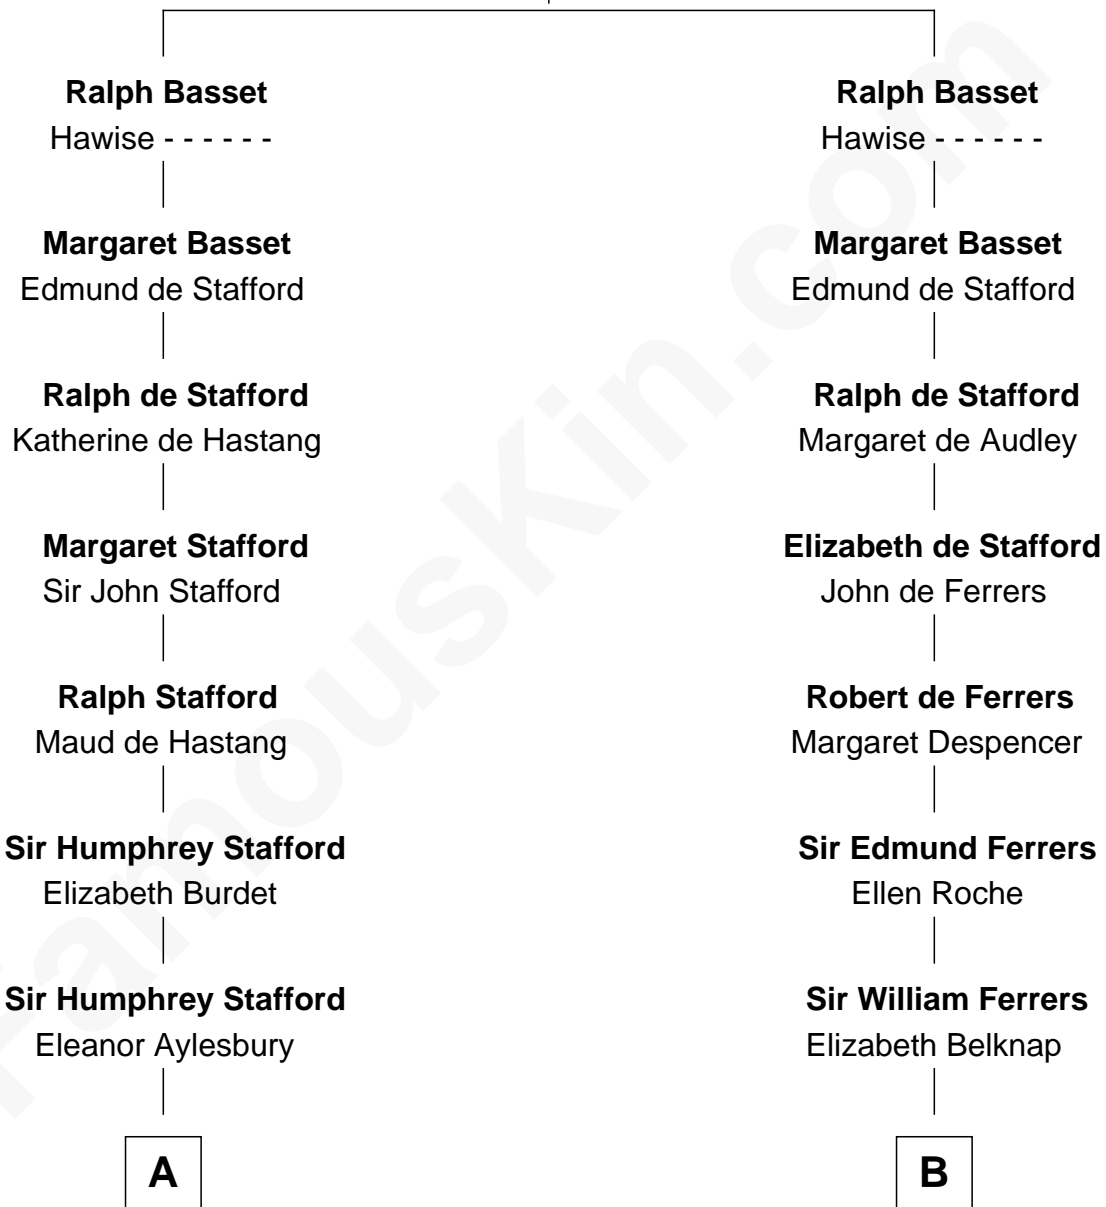 Ralph Basset
Hawise - - - - - -
Ralph Basset
Hawise - - - - - -
Margaret Basset
Edmund de Stafford
Margaret Basset
Edmund de Stafford
Ralph de Stafford
Katherine de Hastang
Ralph de Stafford
Margaret de Audley
Margaret Stafford
Sir John Stafford
Elizabeth de Stafford
John de Ferrers
Ralph Stafford
Maud de Hastang
Robert de Ferrers
Margaret Despencer
Sir Humphrey Stafford
Elizabeth Burdet
Sir Edmund Ferrers
Ellen Roche
Sir Humphrey Stafford
Eleanor Aylesbury
Sir William Ferrers
Elizabeth Belknap
A
B
FamousKin.com